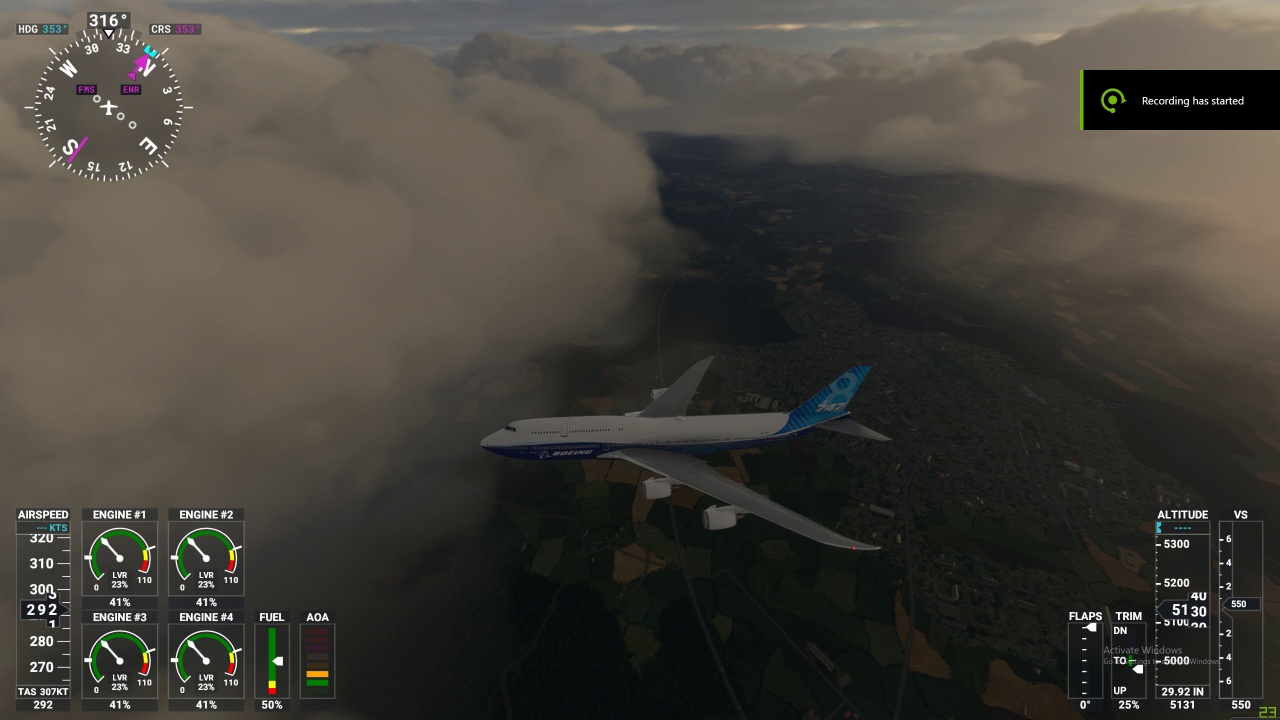 316°
HDG 353°
CRS 353°
30 33
W N
24 3
FMS ENR
21 6
S E
15 12
Recording has started
747
BOEING
AIRSPEED
--- KTS
320
310
300
292
280
270
TAS 307KT
292
ENGINE #1
LVR
23%
0 110
41%
ENGINE #2
LVR
23%
0 110
41%
ENGINE #3
LVR
23%
0 110
41%
ENGINE #4
LVR
23%
0 110
41%
FUEL
50%
AOA
FLAPS
0°
TRIM
DN
TO
UP
25%
ALTITUDE
----
5300
5200
40
5130
20
5100
5000
29.92 IN
5131
VS
6
4
2
550
2
4
6
550
Activate Windows
23